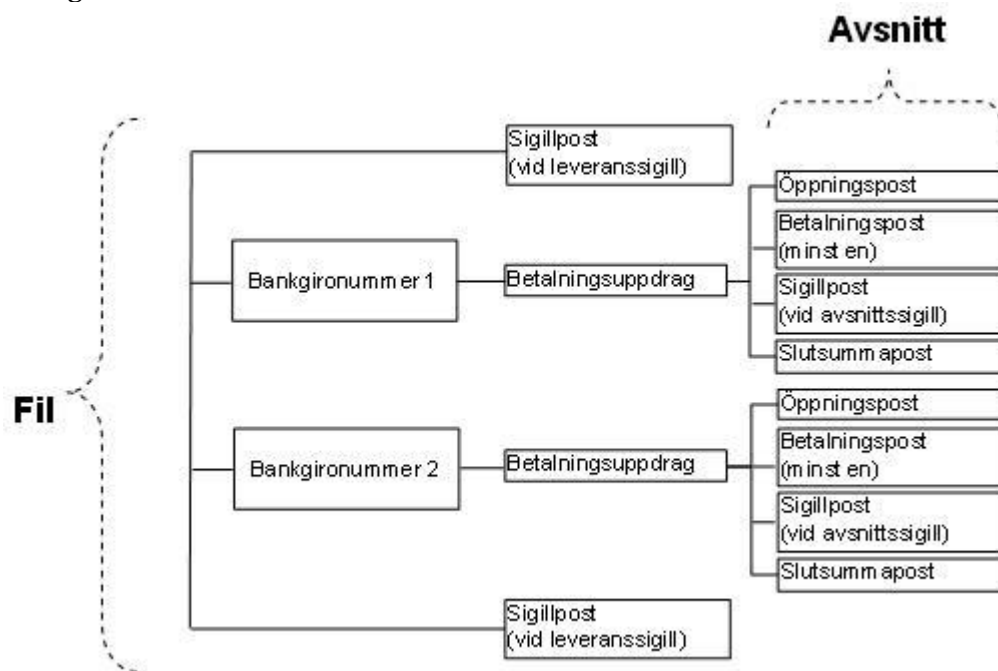 Avsnitt
Sigillpost
(vid leveranssigill)
Öppningspost
Betalningspost
(minst en)
Bankgironummer 1
Betalningsuppdrag
Sigillpost
(vid avsnittssigill)
Slutsummapost
Fil
Öppningspost
Betalningspost
(minst en)
Bankgironummer 2
Betalningsuppdrag
Sigillpost
(vid avsnittssigill)
Slutsummapost
Sigillpost
(vid leveranssigill)